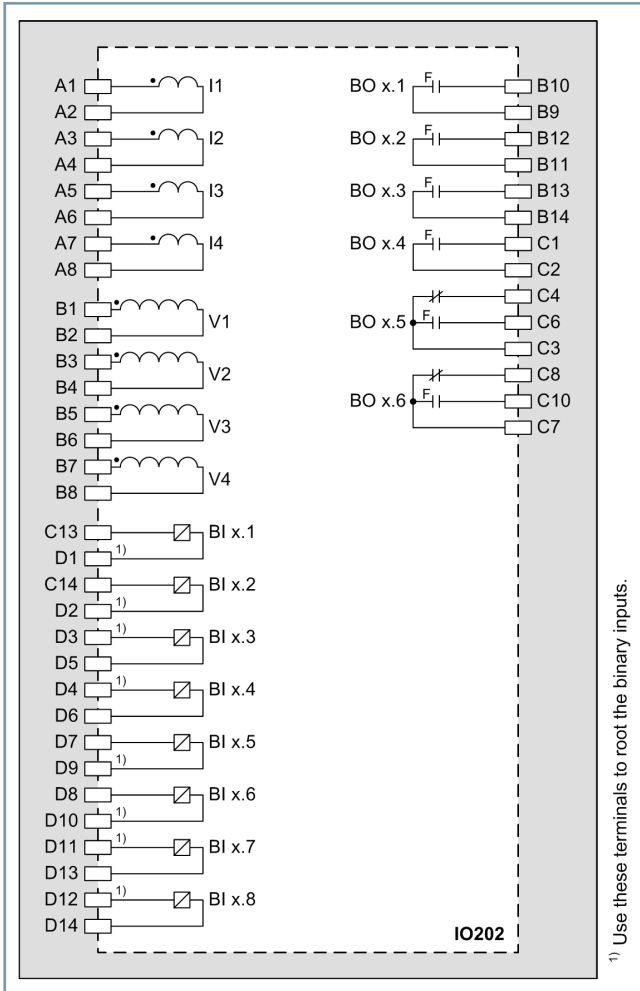 A1 I1
A2
A3 I2
A4
A5 I3
A6
A7 I4
A8
B1 V1
B2
B3 V2
B4
B5 V3
B6
B7 V4
B8
C13 BI x.1
D1 1)
C14 BI x.2
D2 1)
D3 1) BI x.3
D5
D4 1) BI x.4
D6
D7 BI x.5
D9 1)
D8 BI x.6
D10 1)
D11 1) BI x.7
D13
D12 1) BI x.8
D14
BO x.1 F B10
B9
BO x.2 F B12
B11
BO x.3 F B13
B14
BO x.4 F C1
C2
C4
BO x.5 F C6
C3
C8
BO x.6 F C10
C7
IO202
1) Use these terminals to root the binary inputs.